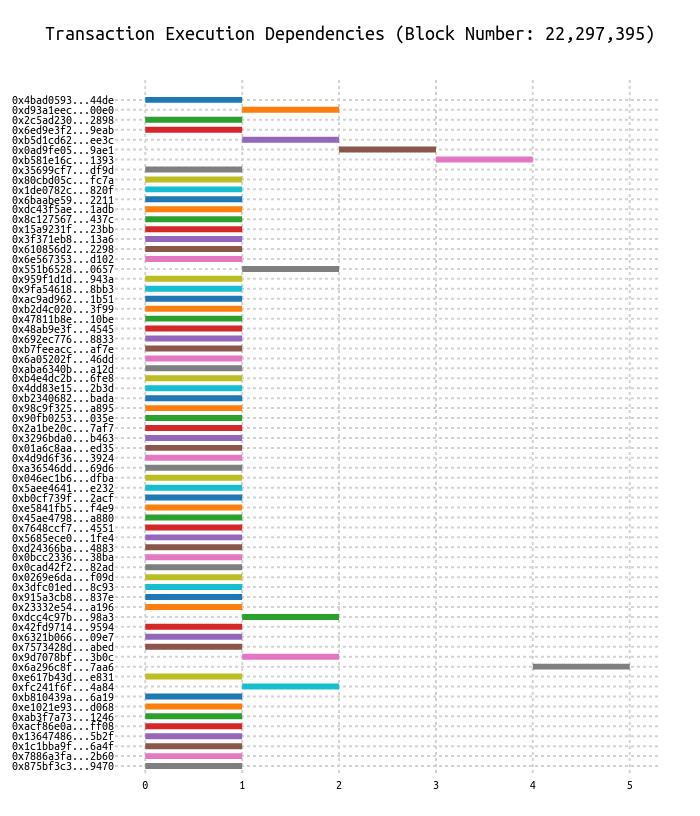 Transaction Execution Dependencies (Block Number: 22,297,395)
0x4bad0593...44de
0xd93a1eec...00e0
0x2c5ad230...2898
0x6ed9e3f2...9eab
0xb5d1cd62...ee3c
0x0ad9fe05...9ae1
0xb581e16c...1393
0x35699cf7...df9d
0x80cbd05c...fc7a
0x1de0782c...820f
0x6baabe59...2211
0xdc43f5ae...1adb
0x8c127567...437c
0x15a9231f...23bb
0x3f371eb8...13a6
0x610856d2...2298
0x6e567353...d102
0x551b6528...0657
0x959f1d1d...943a
0x9fa54618...8bb3
0xac9ad962...1b51
0xb2d4c020...3f99
0x47811b8e...10be
0x48ab9e3f...4545
0x692ec776...8833
0xb7feeacc...af7e
0x6a05202f...46dd
0xaba6340b...a12d
0xb4e4dc2b...6fe8
0x4dd83e15...2b3d
0xb2340682...bada
0x98c9f325...a895
0x90fb0253...035e
0x2a1be20c...7af7
0x3296bda0...b463
0x01a6c8aa...ed35
0x4d9d6f36...3924
0xa36546dd...69d6
0x046ec1b6...dfba
0x5aee4641...e232
0xb0cf739f...2acf
0xe5841fb5...f4e9
0x45ae4798...a880
0x7648ccf7...4551
0x5685ece0...1fe4
0xd24366ba...4883
0x0bcc2336...38ba
0x0cad42f2...82ad
0x0269e6da...f09d
0x3dfc01ed...8c93
0x915a3cb8...837e
0x23332e54...a196
0xdcc4c97b...98a3
0x42fd9714...9594
0x6321b066...09e7
0x7573428d...abed
0x9d7078bf...3b0c
0x6a296c8f...7aa6
0xe617b43d...e831
0xfc241f6f...4a84
0xb810439a...6a19
0xe1021e93...d068
0xab3f7a73...1246
0xacf86e0a...ff08
0x13647486...5b2f
0x1c1bba9f...6a4f
0x7886a3fa...2b60
0x875bf3c3...9470
0 1 2 3 4 5